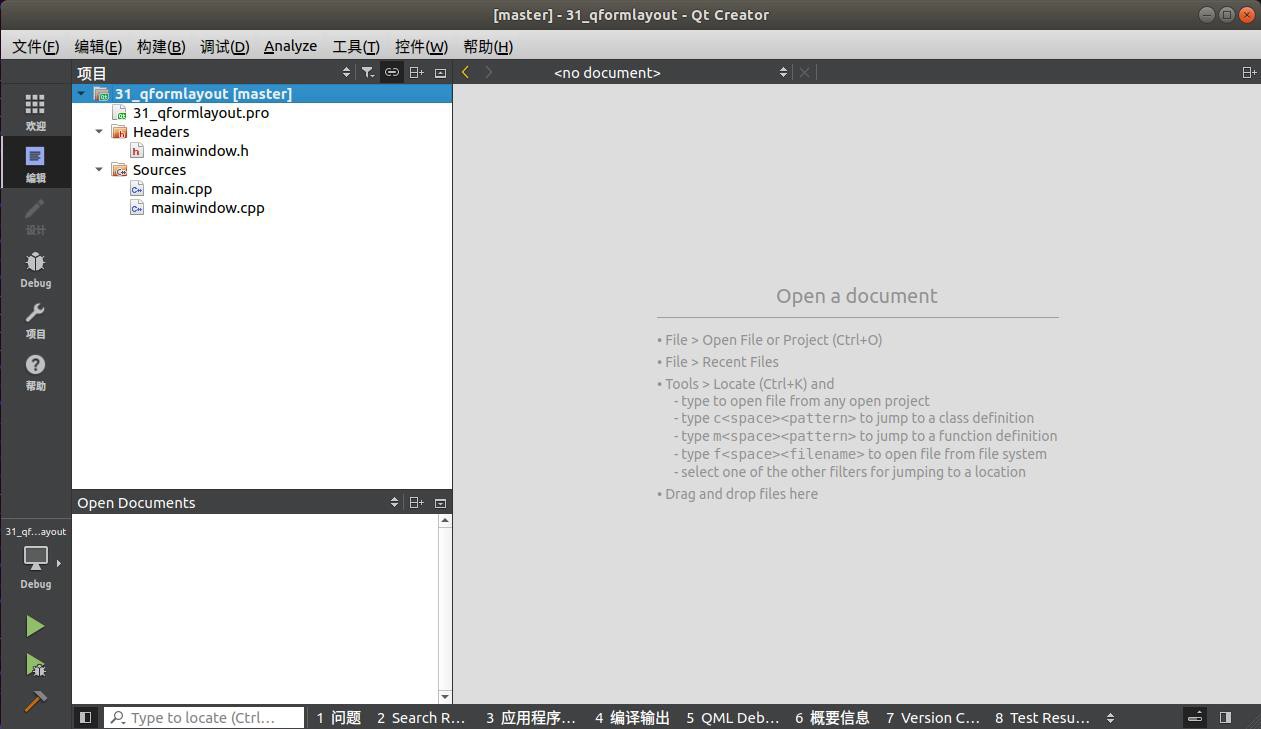 [master] - 31_qformlayout - Qt Creator
文件(F) 编辑(E) 构建(B) 调试(D) Analyze 工具(T) 控件(W) 帮助(H)
项目
<no document>
欢迎
编辑
设计
Debug
项目
帮助
31_qf...ayout
Debug
31_qformlayout [master]
31_qformlayout.pro
Headers
mainwindow.h
Sources
main.cpp
mainwindow.cpp
Open Documents
Open a document
• File > Open File or Project (Ctrl+O)
• File > Recent Files
• Tools > Locate (Ctrl+K) and
- type to open file from any open project
- type c<space><pattern> to jump to a class definition
- type m<space><pattern> to jump to a function definition
- type f<space><filename> to open file from file system
- select one of the other filters for jumping to a location
• Drag and drop files here
Type to locate (Ctrl... 1 问题 2 Search R... 3 应用程序... 4 编译输出 5 QML Deb... 6 概要信息 7 Version C... 8 Test Resu...